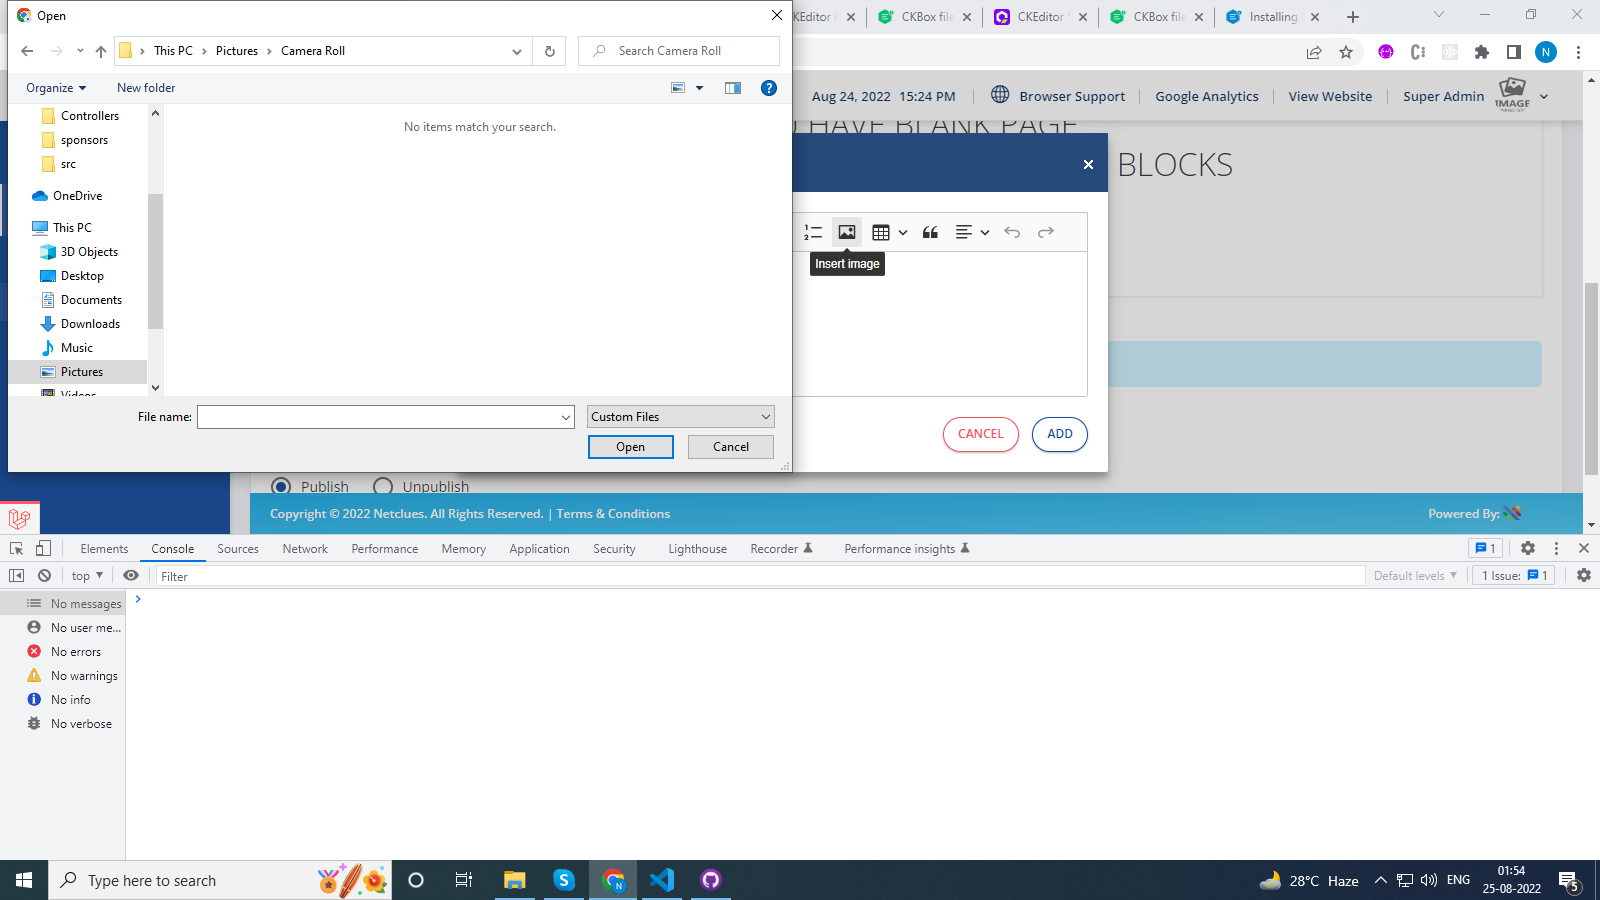 Open
CKEditor
CKBox file
CKEditor
CKBox file
Installing
This PC
Pictures
Camera Roll
Search Camera Roll
N
Organize
New folder
Controllers
sponsors
src
OneDrive
This PC
3D Objects
Desktop
Documents
Downloads
Music
Pictures
Videos
No items match your search.
File name:
Custom Files
Open
Cancel
Aug 24, 2022 15:24 PM
Browser Support
Google Analytics
View Website
Super Admin
IMAGE
HAVE BLANK PAGE
BLOCKS
Insert image
CANCEL
ADD
Publish
Unpublish
Copyright © 2022 Netclues. All Rights Reserved. | Terms & Conditions
Powered By:
Elements
Console
Sources
Network
Performance
Memory
Application
Security
Lighthouse
Recorder
Performance insights
1
top
Filter
Default levels
1 Issue: 1
No messages
No user me...
No errors
No warnings
No info
No verbose
Type here to search
28°C Haze
ENG
01:54
25-08-2022
5